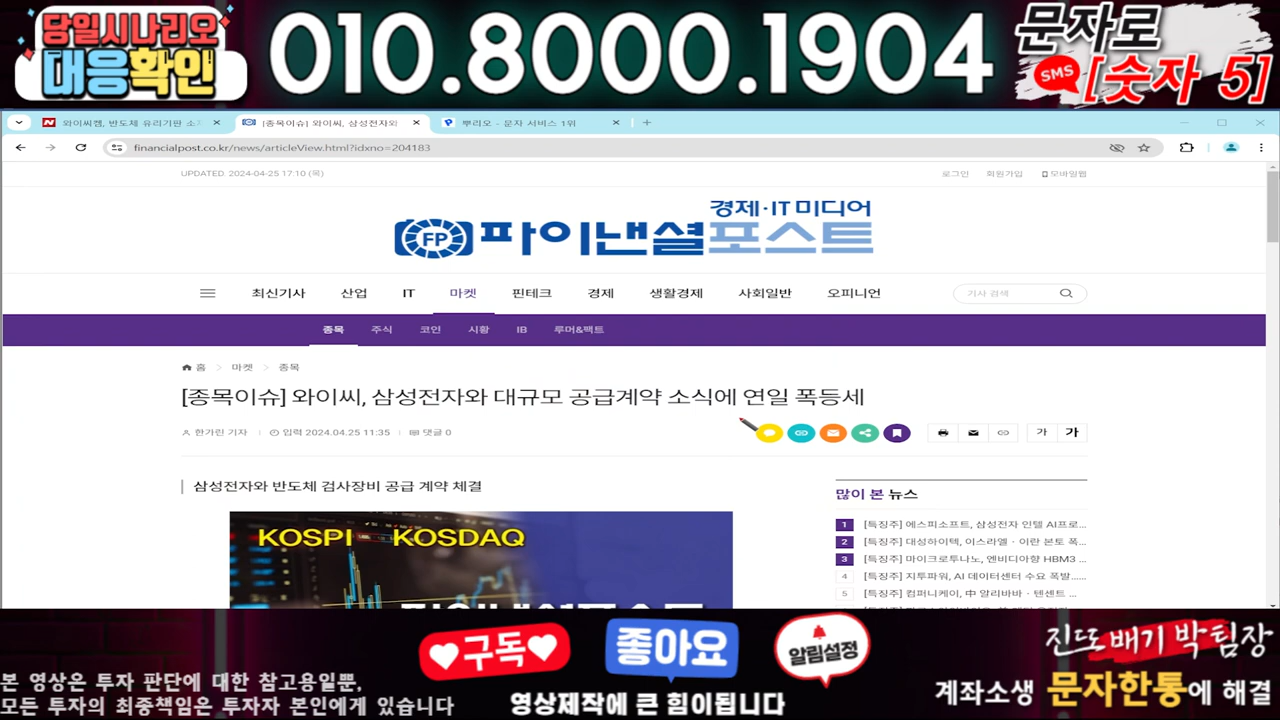 당일시나리오
대응확인
010.8000.1904
문자로
SMS
[숫자 5]
와이씨켐, 반도체 유리기판 소
[종목이슈] 와이씨, 삼성전자와
뿌리오 - 문자 서비스 1위
financialpost.co.kr/news/articleView.html?idxno=204183
UPDATED. 2024-04-25 17:10 (목)
로그인
회원가입
모바일웹
경제·IT미디어
FP 파이낸셜포스트
최신기사 산업 IT 마켓 핀테크 경제 생활경제 사회일반 오피니언
기사 검색
종목 주식 코인 시황 IB 루머&팩트
홈 > 마켓 > 종목
[종목이슈] 와이씨, 삼성전자와 대규모 공급계약 소식에 연일 폭등세
한가린 기자
입력 2024.04.25 11:35
댓글 0
가 가
삼성전자와 반도체 검사장비 공급 계약 체결
KOSPI KOSDAQ
많이 본 뉴스
1 [특징주] 에스피소프트, 삼성전자 인텔 AI프로...
2 [특징주] 대성하이텍, 이스라엘·이란 본토 폭...
3 [특징주] 마이크로투나노, 엔비디아향 HBM3 ...
4 [특징주] 지투파워, AI 데이터센터 수요 폭발......
5 [특징주] 컴퍼니케이, 中 알리바바·텐센트 ...
본 영상은 투자 판단에 대한 참고용일뿐,
모든 투자의 최종책임은 투자자 본인에게 있습니다
구독
좋아요
알림설정
영상제작에 큰 힘이됩니다
진또배기 박팀장
계좌소생 문자한통에 해결